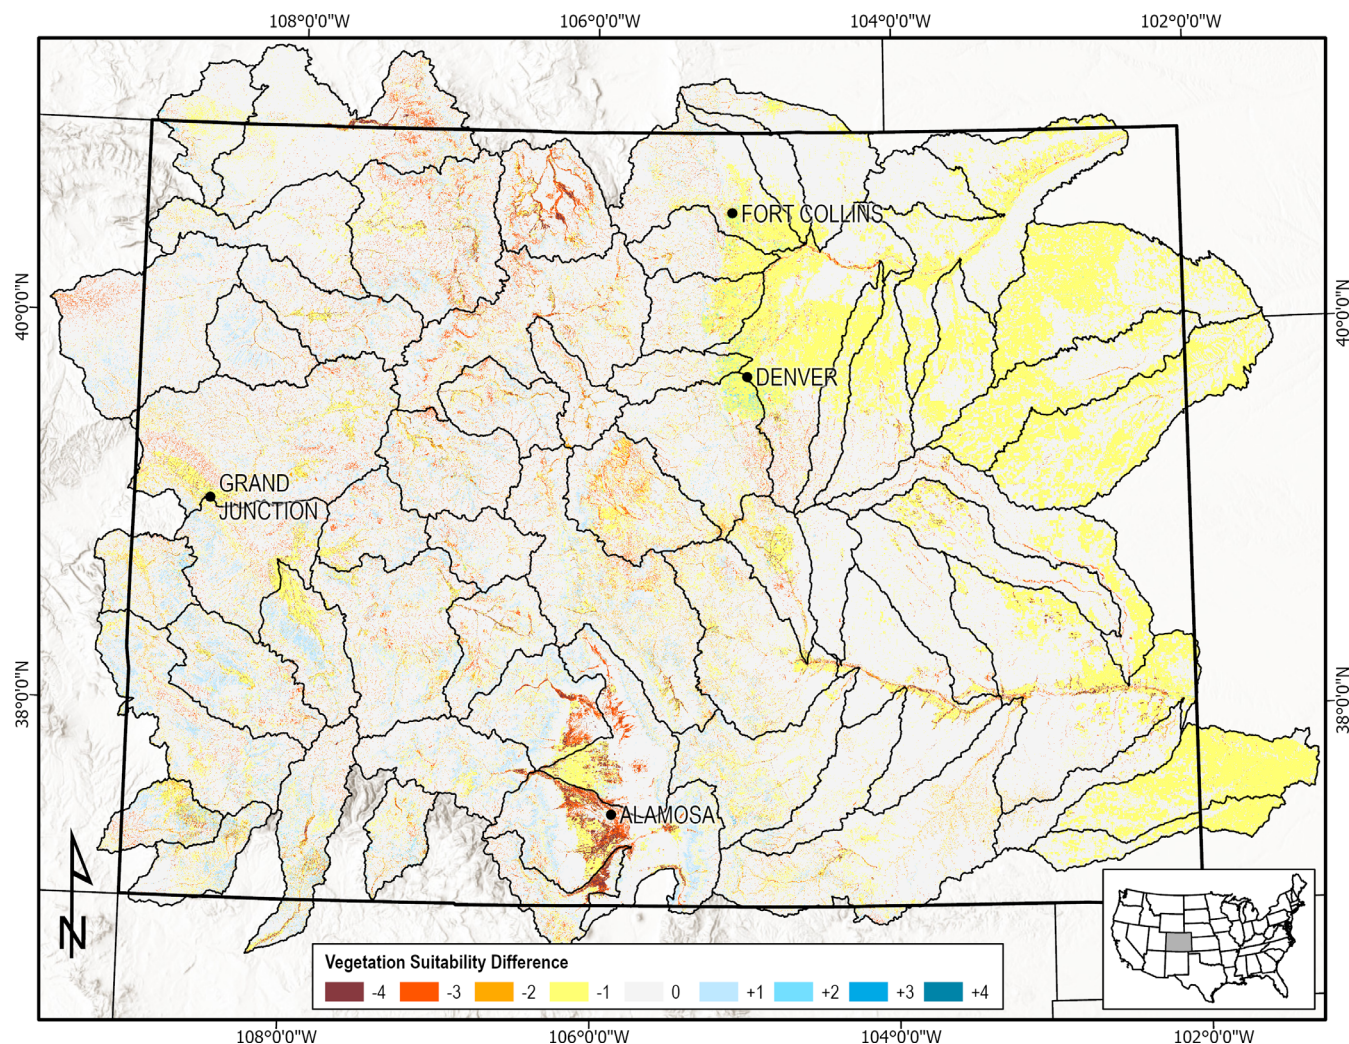 108°0'0"W 106°0'0"W 104°0'0"W 102°0'0"W
FORT COLLINS
40°0'0"N
40°0'0"N
DENVER
GRAND
JUNCTION
38°0'0"N
38°0'0"N
ALAMOSA
N
Vegetation Suitability Difference
-4 -3 -2 -1 0 +1 +2 +3 +4
108°0'0"W 106°0'0"W 104°0'0"W 102°0'0"W